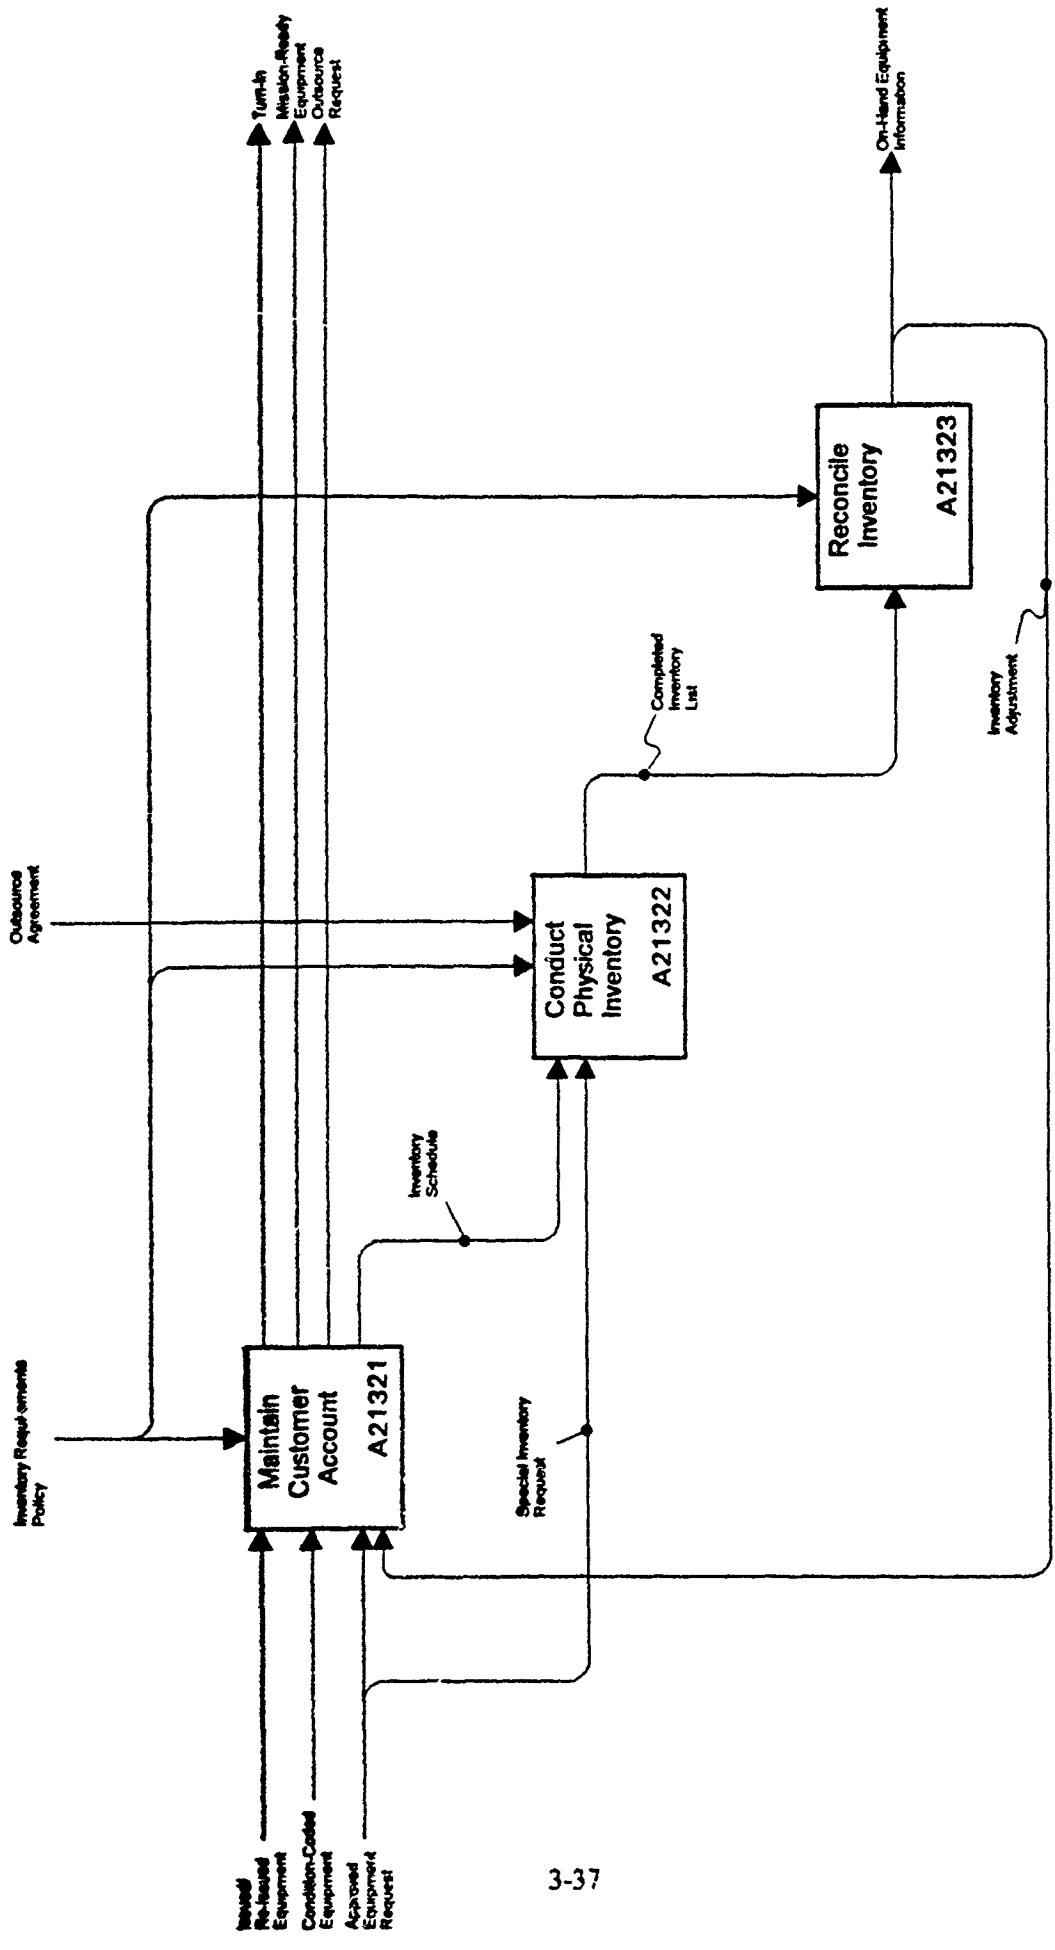 Inventory Requirements
Policy
Outsource
Agreement
Issued/
Re-Issued
Equipment
Condition-Coded
Equipment
Approved
Equipment
Request
Maintain
Customer
Account
A21321
Turn-In
Mission-Ready
Equipment
Outsource
Request
Inventory
Schedule
Special Inventory
Request
Conduct
Physical
Inventory
A21322
Completed
Inventory
List
Reconcile
Inventory
A21323
On-Hand Equipment
Information
Inventory
Adjustment
3-37